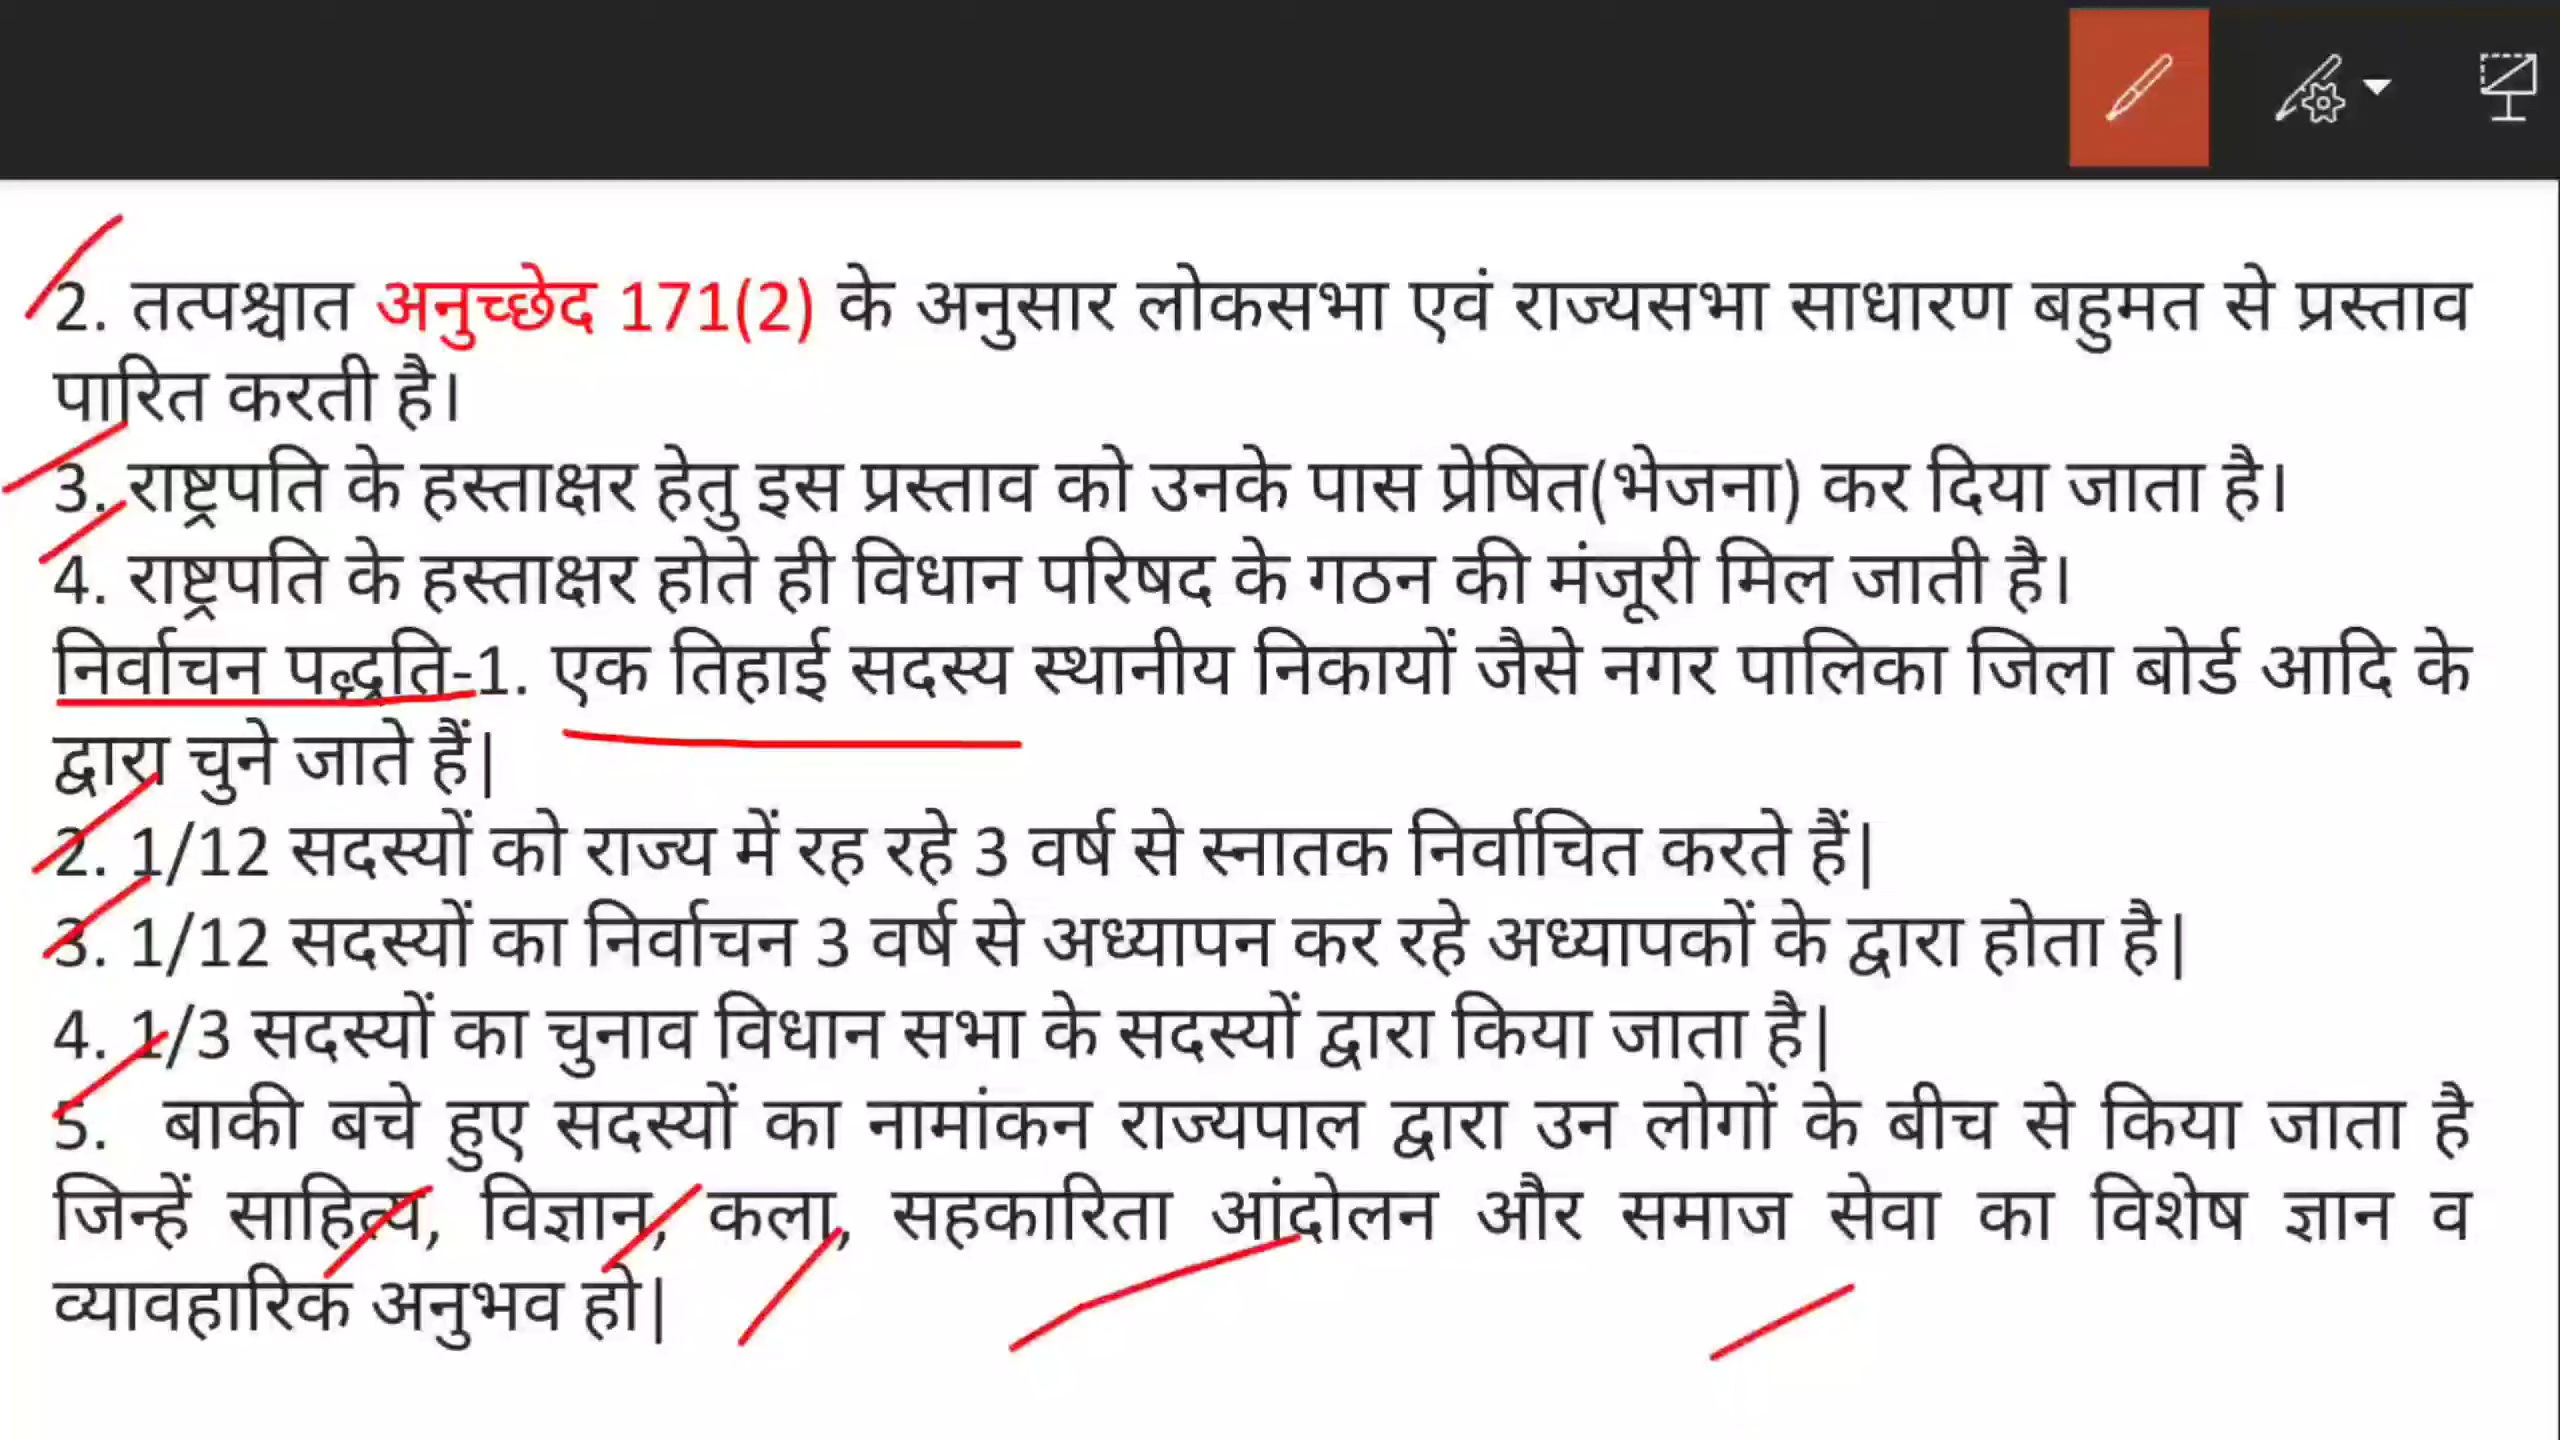 2. तत्पश्चात अनुच्छेद 171(2) के अनुसार लोकसभा एवं राज्यसभा साधारण बहुमत से प्रस्ताव
पारित करती है।
3. राष्ट्रपति के हस्ताक्षर हेतु इस प्रस्ताव को उनके पास प्रेषित(भेजना) कर दिया जाता है।
4. राष्ट्रपति के हस्ताक्षर होते ही विधान परिषद के गठन की मंजूरी मिल जाती है।
निर्वाचन पद्धति-1. एक तिहाई सदस्य स्थानीय निकायों जैसे नगर पालिका जिला बोर्ड आदि के
द्वारा चुने जाते हैं|
2. 1/12 सदस्यों को राज्य में रह रहे 3 वर्ष से स्नातक निर्वाचित करते हैं|
3. 1/12 सदस्यों का निर्वाचन 3 वर्ष से अध्यापन कर रहे अध्यापकों के द्वारा होता है|
4. 1/3 सदस्यों का चुनाव विधान सभा के सदस्यों द्वारा किया जाता है|
5. बाकी बचे हुए सदस्यों का नामांकन राज्यपाल द्वारा उन लोगों के बीच से किया जाता है
जिन्हें साहित्य, विज्ञान, कला, सहकारिता आंदोलन और समाज सेवा का विशेष ज्ञान व
व्यावहारिक अनुभव हो|